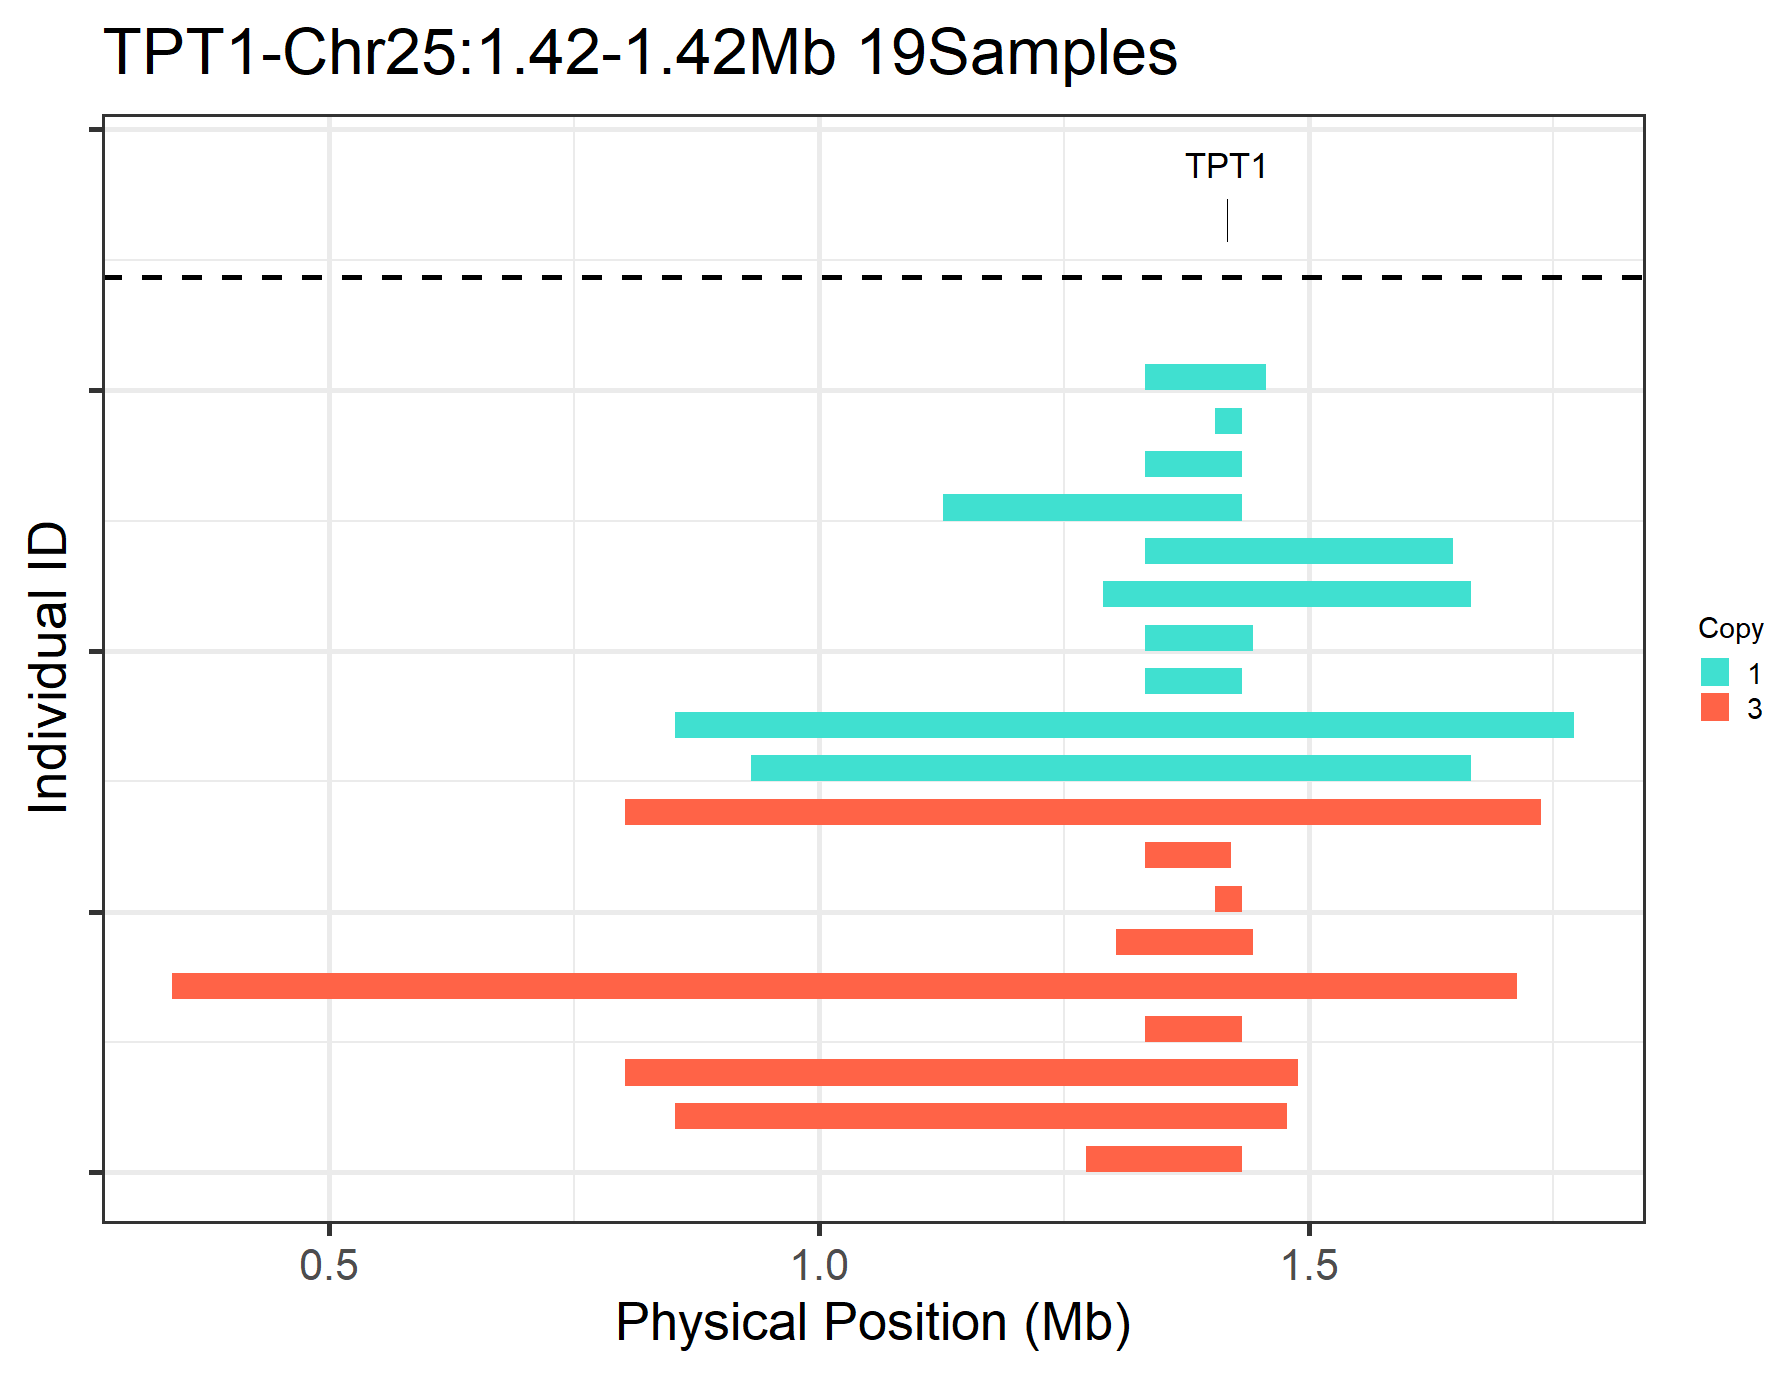 TPT1-Chr25:1.42-1.42Mb 19Samples
TPT1
Individual ID
Copy
1
3
0.5 1.0 1.5
Physical Position (Mb)